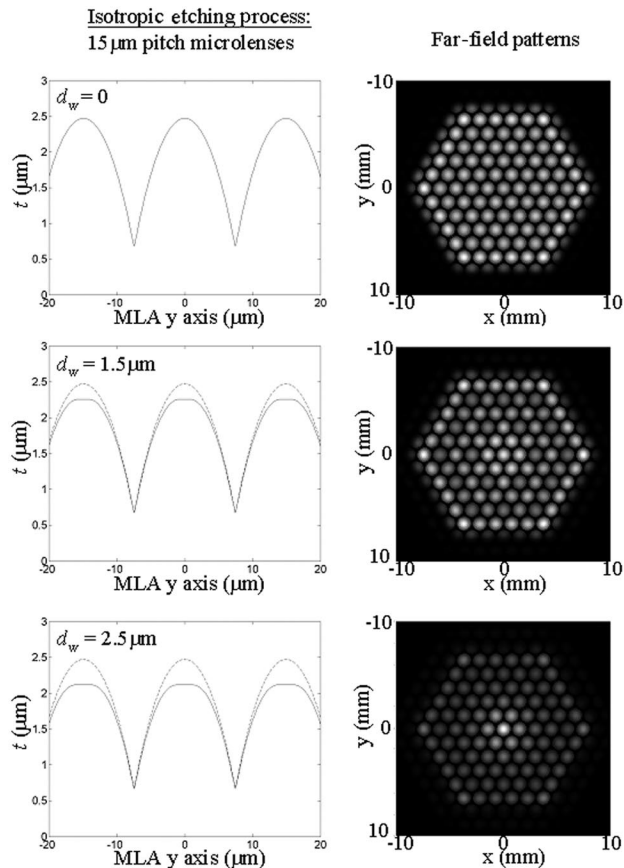 Isotropic etching process:
15 μm pitch microlenses
Far-field patterns
d_w = 0
t (μm)
3
2.5
2
1.5
1
0.5
0
-20 -10 0 10 20
MLA y axis (μm)
y (mm)
-10
0
10
-10 0 10
x (mm)
d_w = 1.5 μm
t (μm)
3
2.5
2
1.5
1
0.5
0
-20 -10 0 10 20
MLA y axis (μm)
y (mm)
-10
0
10
-10 0 10
x (mm)
d_w = 2.5 μm
t (μm)
3
2.5
2
1.5
1
0.5
0
-20 -10 0 10 20
MLA y axis (μm)
y (mm)
-10
0
10
-10 0 10
x (mm)